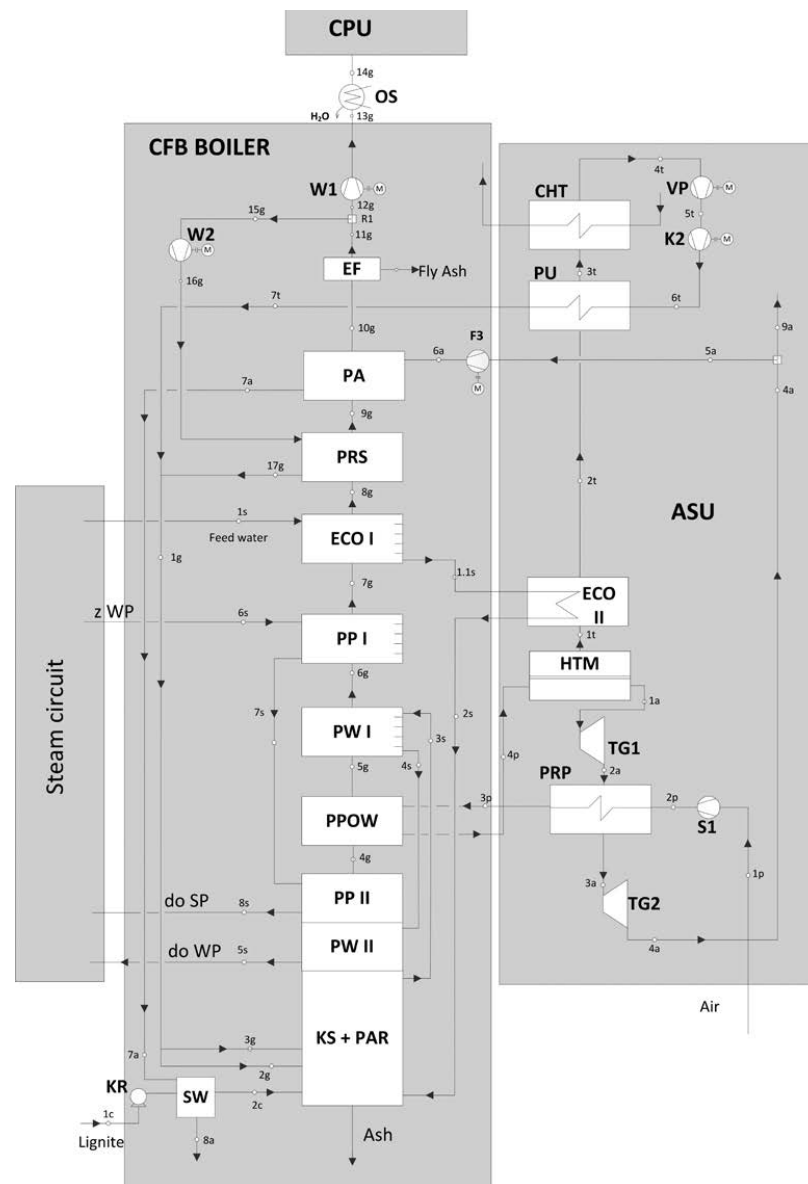 CPU
14g
OS
H₂O
13g
CFB BOILER
W1
M
12g
15g
R1
W2
M
11g
EF
Fly Ash
16g
7t
10g
F3
6a
5a
M
PA
7a
9g
PRS
17g
8g
1s
Feed water
ECO I
1g
1.1s
7g
z WP
6s
PP I
6g
7s
2s
PW I
3s
4s
4p
5g
3p
PPOW
4g
PP II
do SP
8s
PW II
do WP
5s
KS + PAR
3g
7a
2g
KR
SW
2c
1c
Lignite
8a
Ash
Steam circuit
4t
CHT
VP
M
5t
K2
M
3t
PU
6t
9a
4a
2t
ASU
ECO
II
1t
HTM
1a
TG1
2a
PRP
2p
S1
3a
1p
TG2
4a
Air